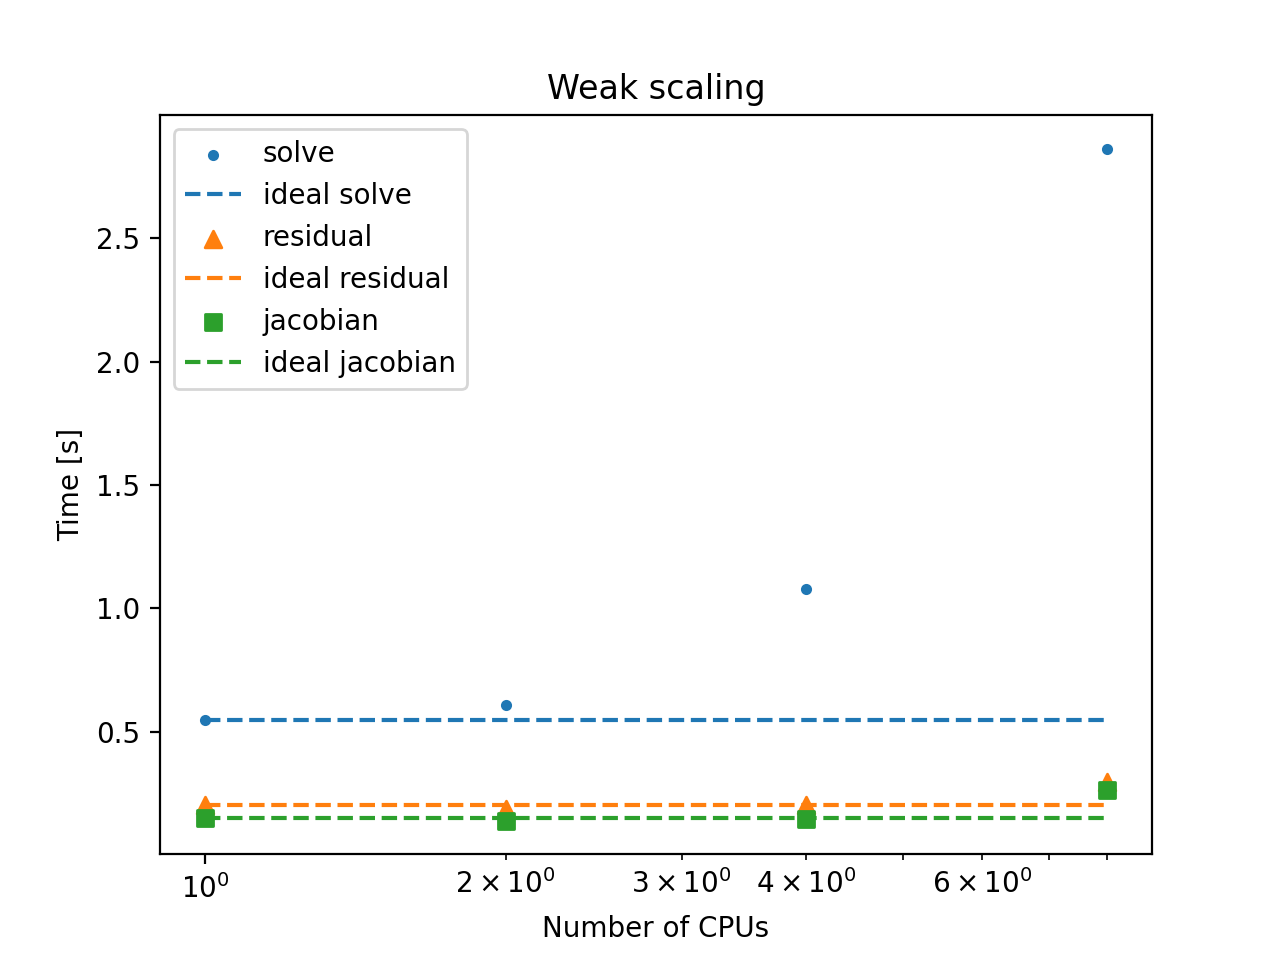 Weak scaling
solve
ideal solve
residual
ideal residual
jacobian
ideal jacobian
2.5
2.0
1.5
1.0
0.5
Time [s]
10⁰
2 × 10⁰
3 × 10⁰
4 × 10⁰
6 × 10⁰
Number of CPUs